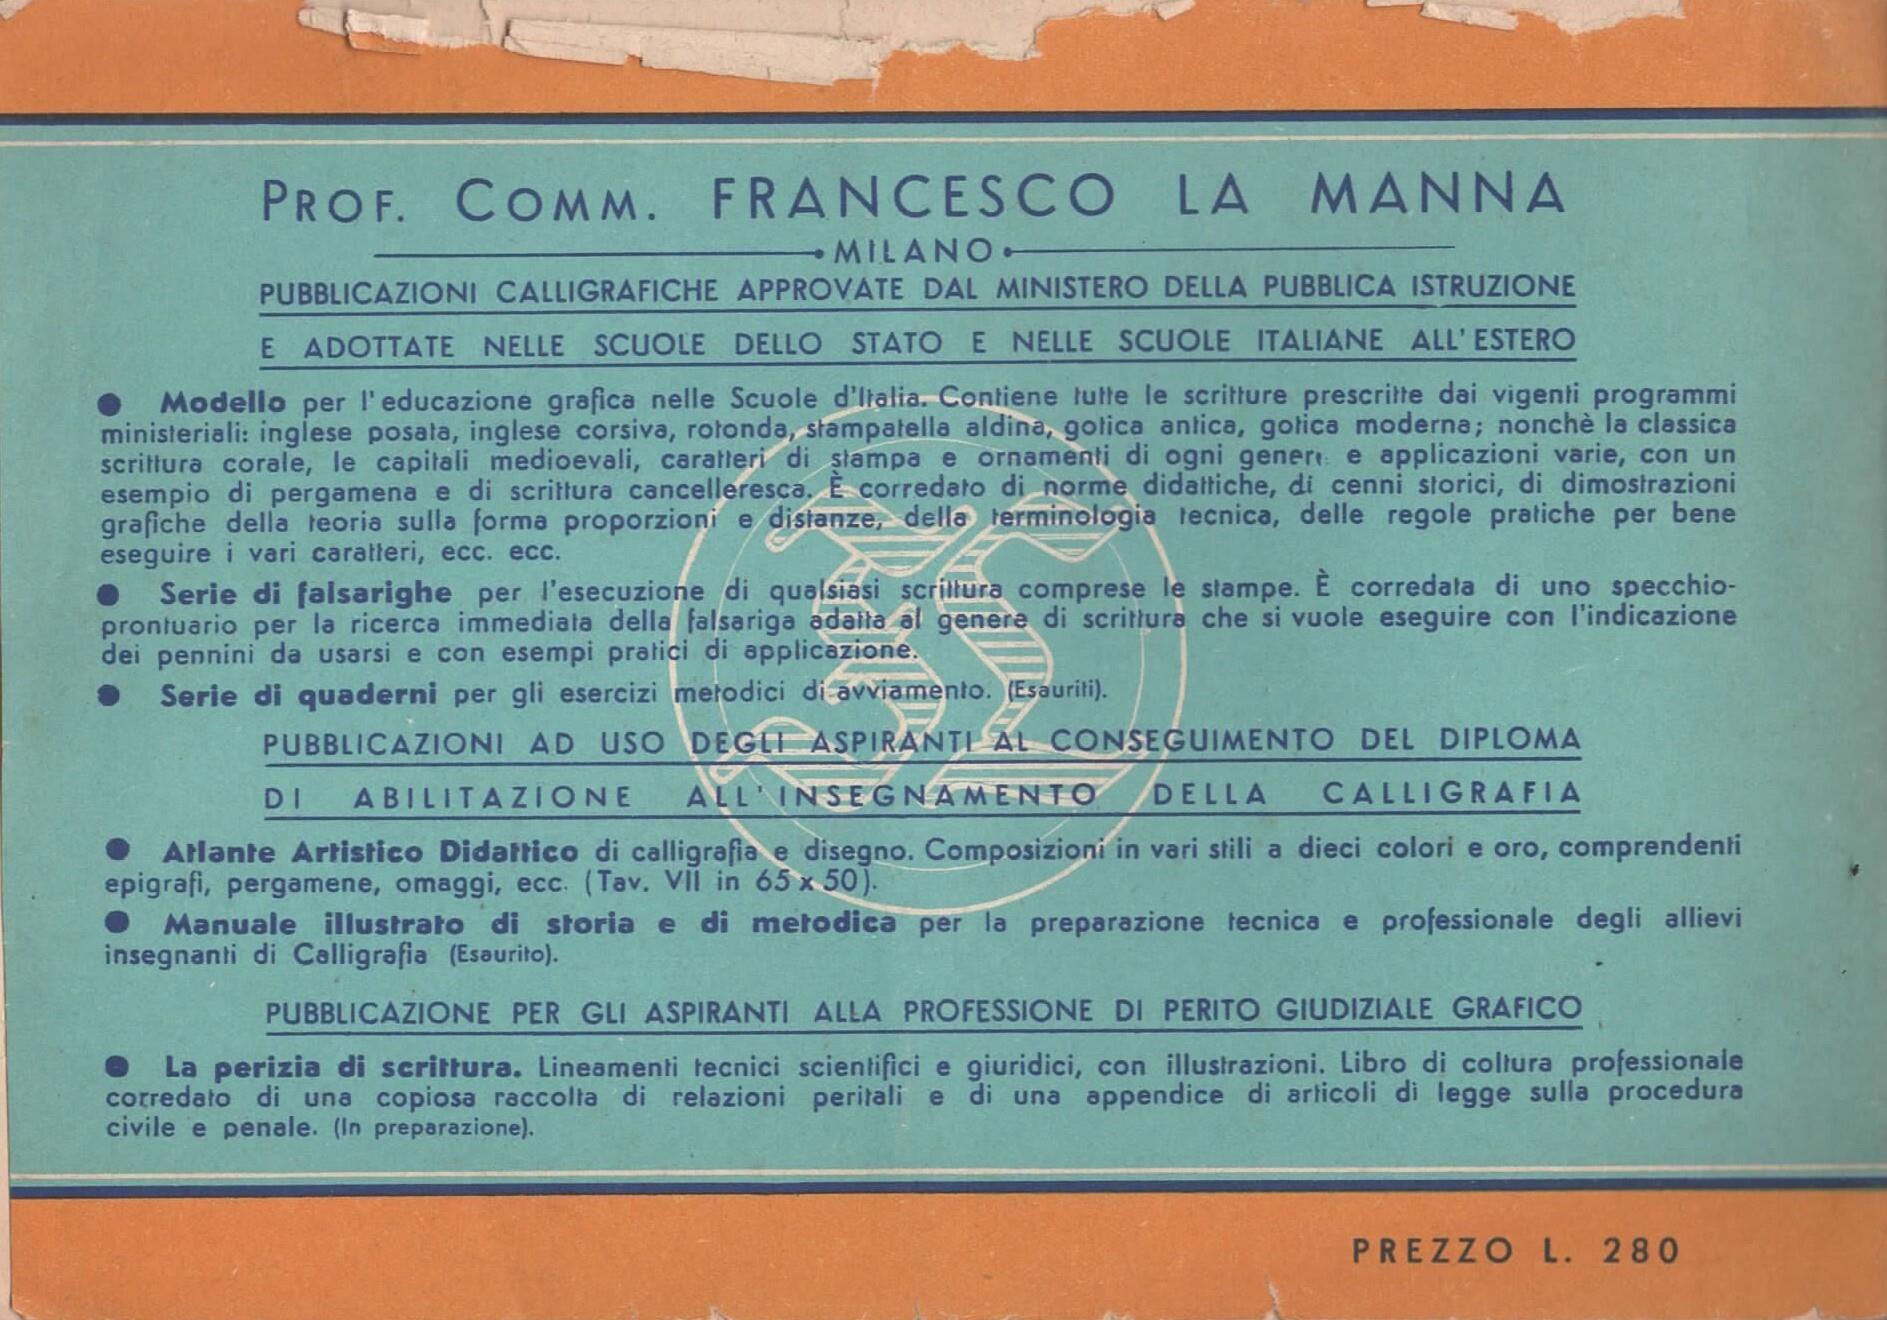 PROF. COMM. FRANCESCO LA MANNA
MILANO
PUBBLICAZIONI CALLIGRAFICHE APPROVATE DAL MINISTERO DELLA PUBBLICA ISTRUZIONE
E ADOTTATE NELLE SCUOLE DELLO STATO E NELLE SCUOLE ITALIANE ALL'ESTERO
● Modello per l'educazione grafica nelle Scuole d'Italia. Contiene tutte le scritture prescritte dai vigenti programmi
ministeriali: inglese posata, inglese corsiva, rotonda, stampatella aldina, gotica antica, gotica moderna; nonchè la classica
scrittura corale, le capitali medioevali, caratteri di stampa e ornamenti di ogni genere e applicazioni varie, con un
esempio di pergamena e di scrittura cancelleresca. È corredato di norme didattiche, di cenni storici, di dimostrazioni
grafiche della teoria sulla forma proporzioni e distanze, della terminologia tecnica, delle regole pratiche per bene
eseguire i vari caratteri, ecc. ecc.
● Serie di falsarighe per l'esecuzione di qualsiasi scrittura comprese le stampe. È corredata di uno specchio-
prontuario per la ricerca immediata della falsariga adatta al genere di scrittura che si vuole eseguire con l'indicazione
dei pennini da usarsi e con esempi pratici di applicazione.
● Serie di quaderni per gli esercizi metodici di avviamento. (Esauriti).
PUBBLICAZIONI AD USO DEGLI ASPIRANTI AL CONSEGUIMENTO DEL DIPLOMA
DI ABILITAZIONE ALL'INSEGNAMENTO DELLA CALLIGRAFIA
● Atlante Artistico Didattico di calligrafia e disegno. Composizioni in vari stili a dieci colori e oro, comprendenti
epigrafi, pergamene, omaggi, ecc. (Tav. VII in 65 x 50).
● Manuale illustrato di storia e di metodica per la preparazione tecnica e professionale degli allievi
insegnanti di Calligrafia (Esaurito).
PUBBLICAZIONE PER GLI ASPIRANTI ALLA PROFESSIONE DI PERITO GIUDIZIALE GRAFICO
● La perizia di scrittura. Lineamenti tecnici scientifici e giuridici, con illustrazioni. Libro di coltura professionale
corredato di una copiosa raccolta di relazioni peritali e di una appendice di articoli di legge sulla procedura
civile e penale. (In preparazione).
PREZZO L. 280